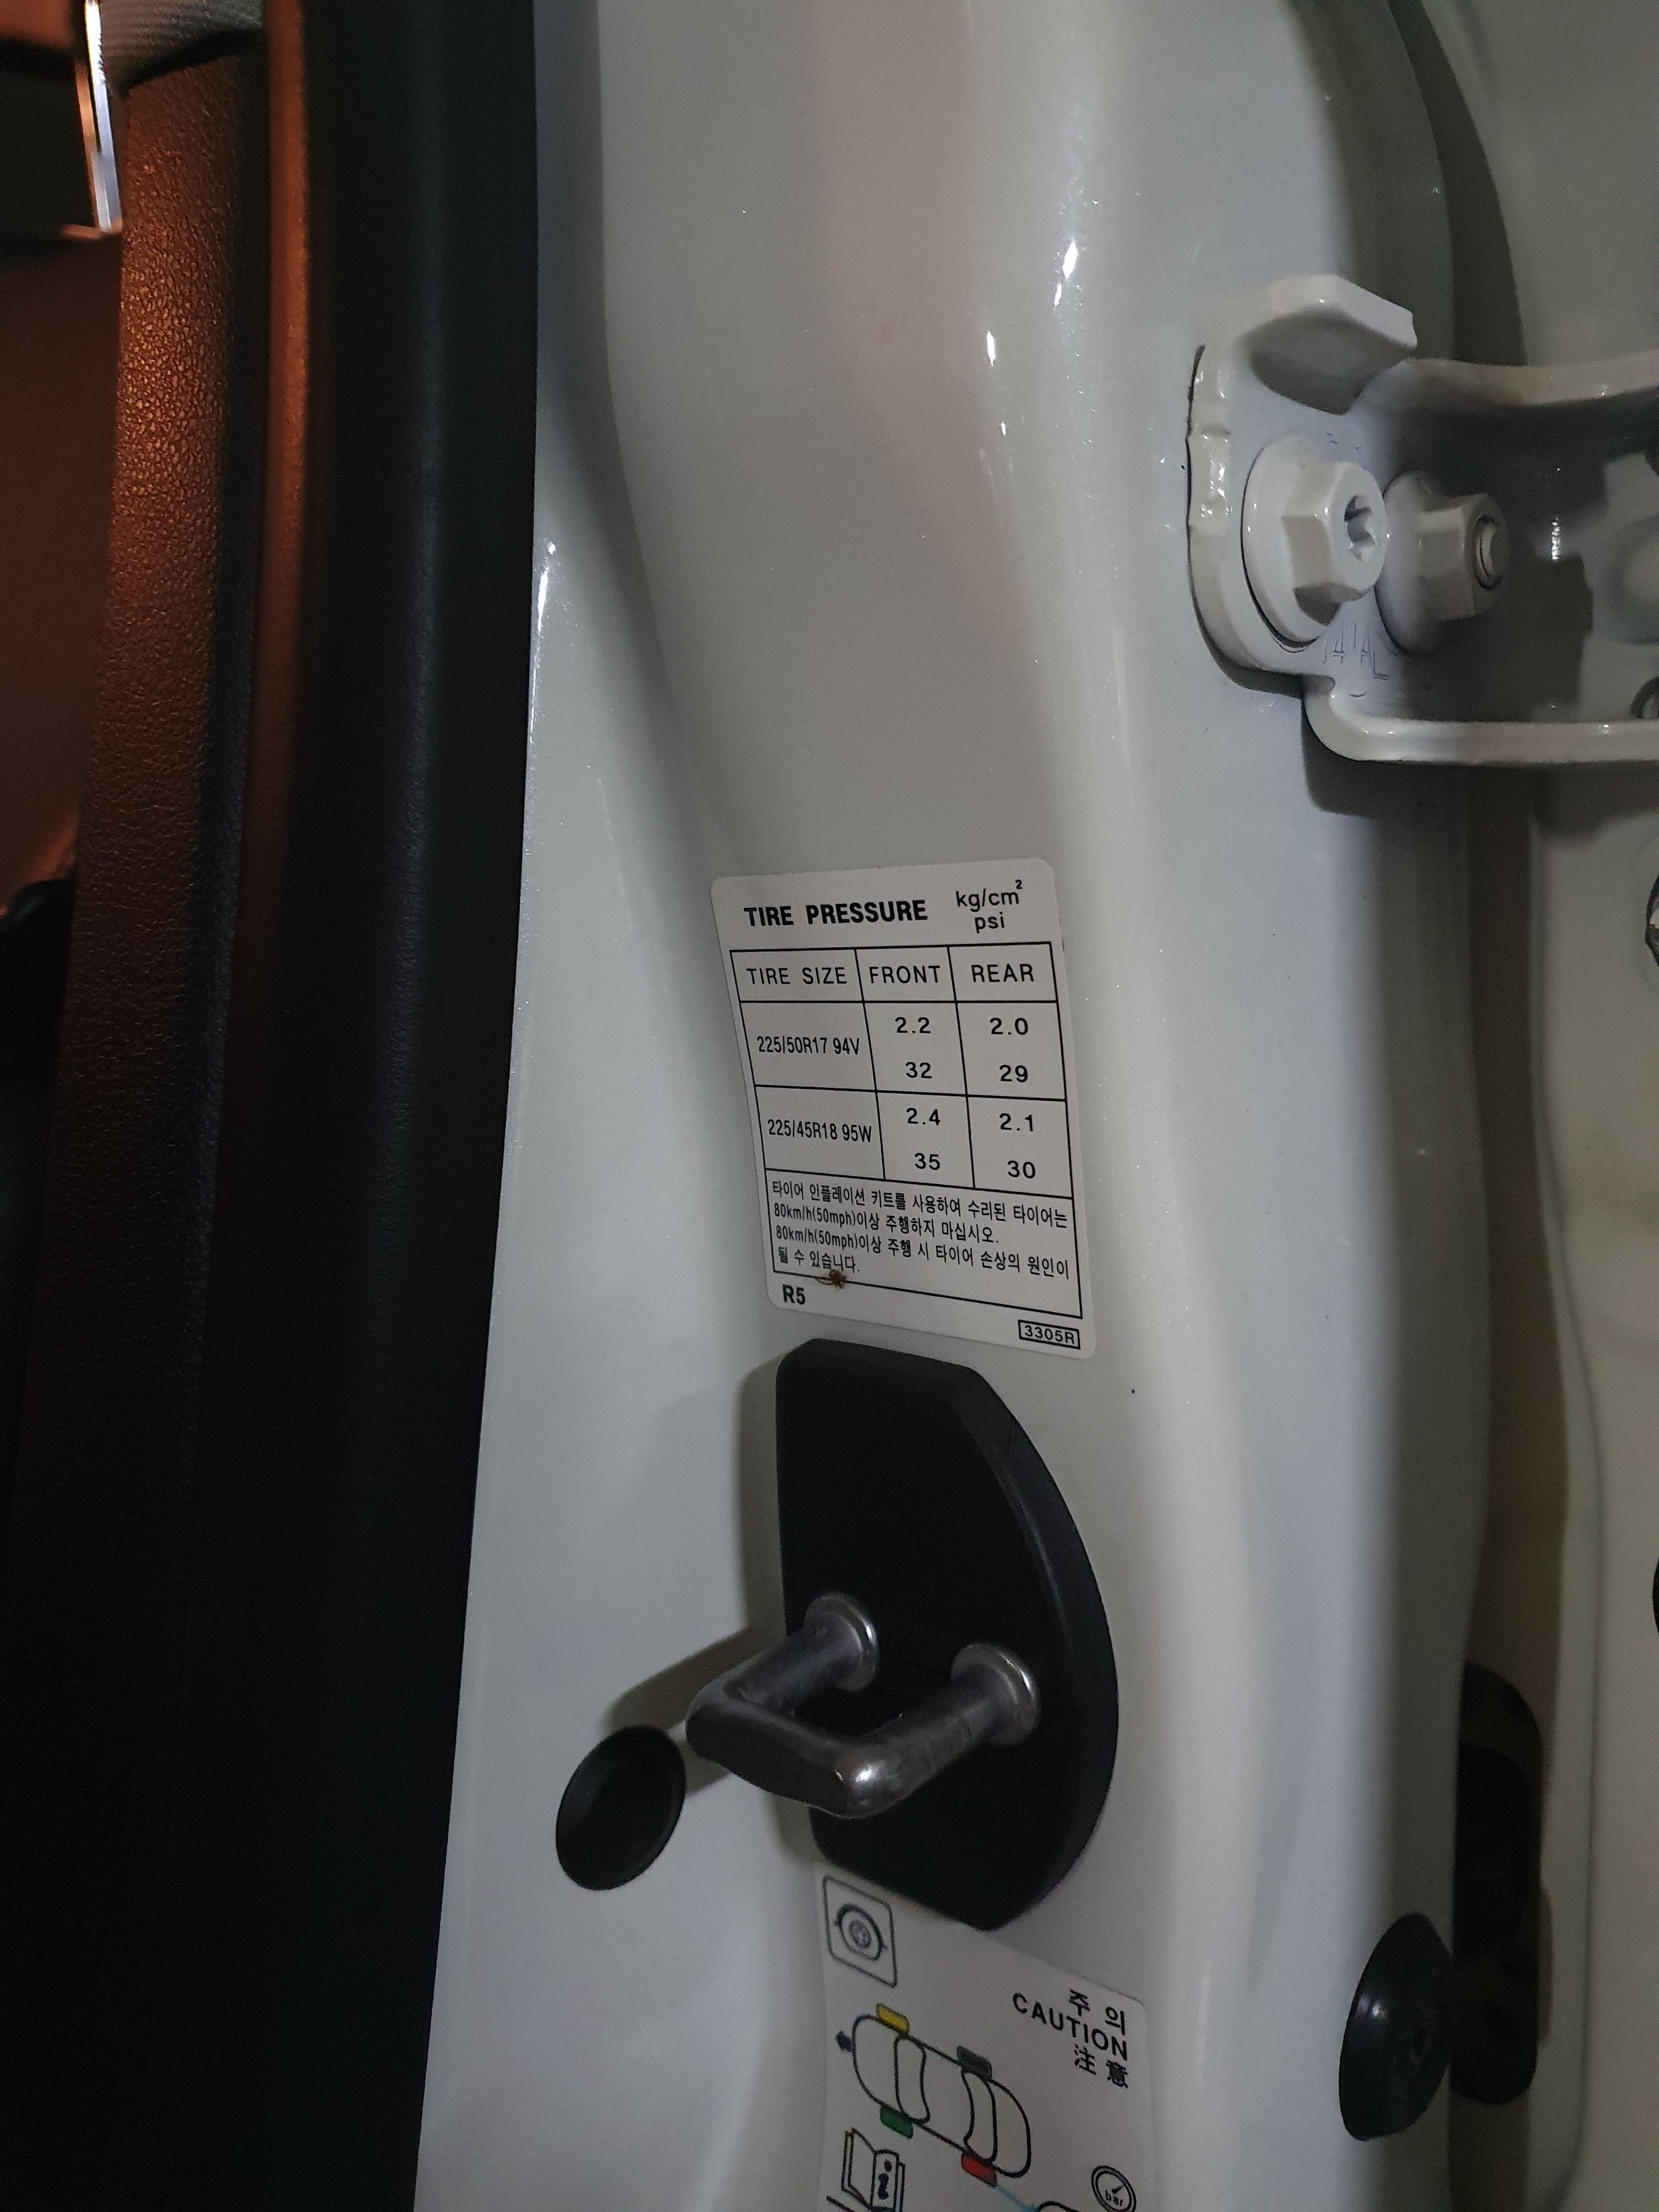 TIRE PRESSURE kg/cm²
psi
TIRE SIZE FRONT REAR
225/50R17 94V 2.2 2.0
32 29
225/45R18 95W 2.4 2.1
35 30
타이어 인플레이션 키트를 사용하여 수리된 타이어는
80km/h(50mph)이상 주행하지 마십시오.
80km/h(50mph)이상 주행 시 타이어 손상의 원인이
될 수 있습니다.
R5
3305R
주 의
CAUTION
注 意
bar